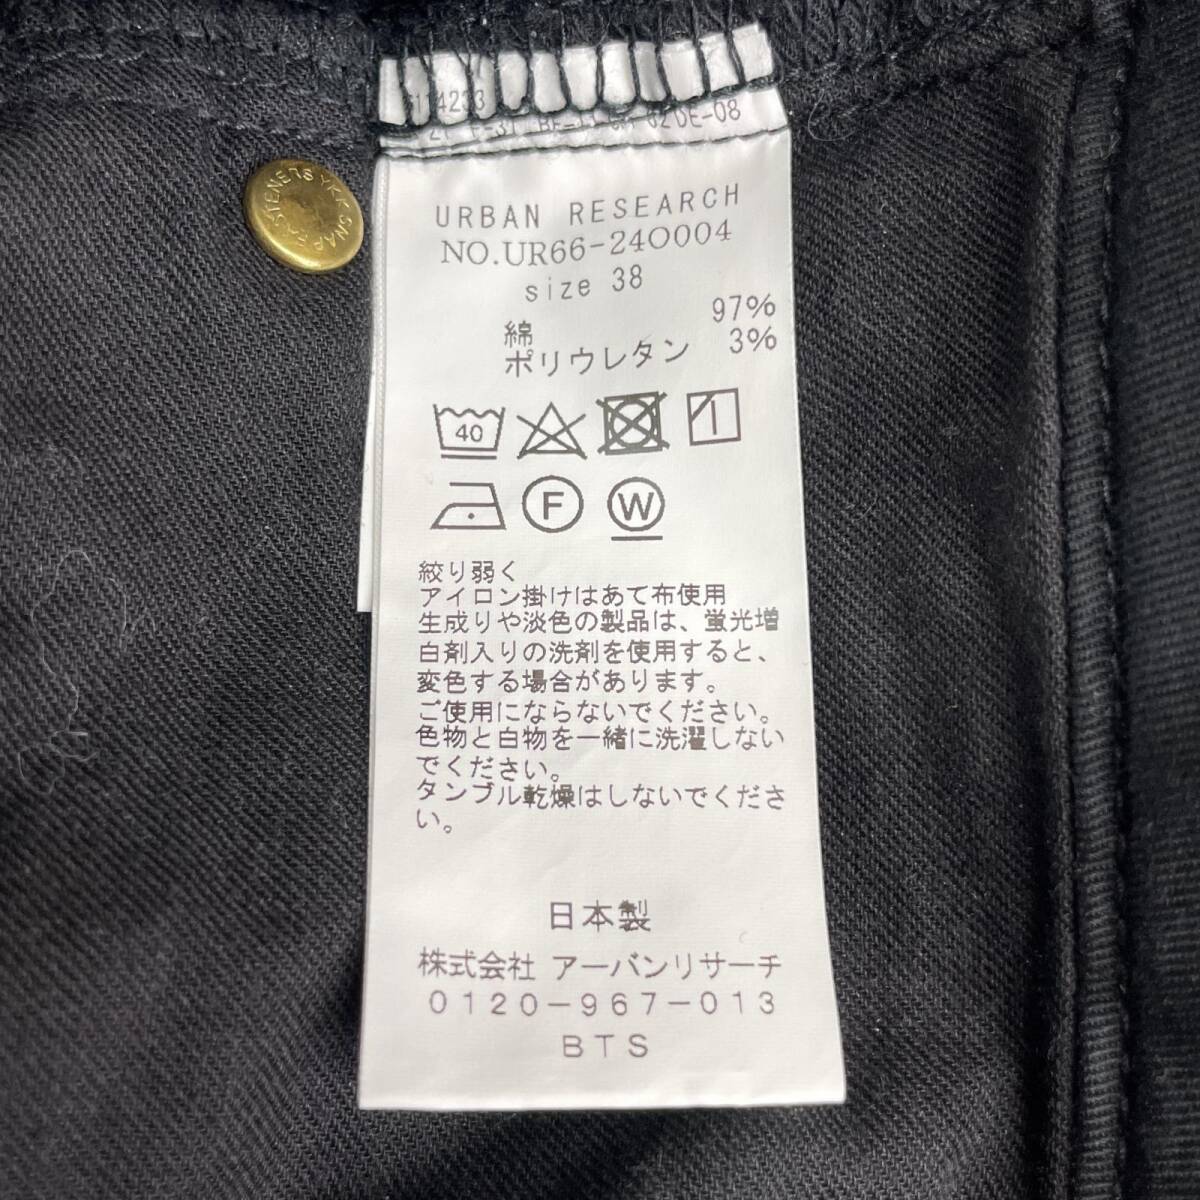 YKK SNAP FASTENERS
URBAN RESEARCH
NO.UR66-240004
size 38
綿 97%
ポリウレタン 3%
40
F
W
絞り弱く
アイロン掛けはあて布使用
生成りや淡色の製品は、蛍光増
白剤入りの洗剤を使用すると、
変色する場合があります。
ご使用にならないでください。
色物と白物を一緒に洗濯しない
でください。
タンブル乾燥はしないでくださ
い。
日本製
株式会社 アーバンリサーチ
0120-967-013
BTS